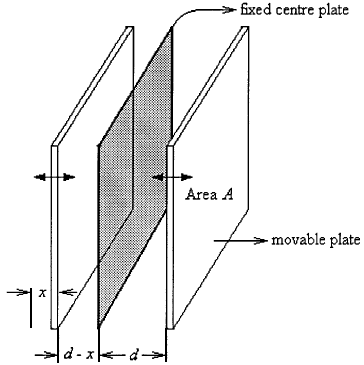 fixed centre plate
Area A
movable plate
x
d - x
d